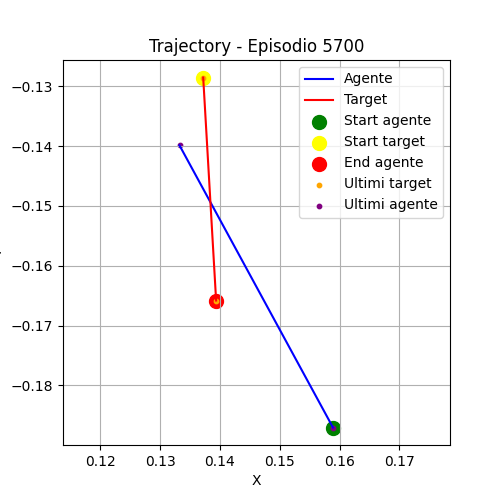 Trajectory - Episodio 5700
Agente
Target
Start agente
Start target
End agente
Ultimi target
Ultimi agente
−0.13
−0.14
−0.15
−0.16
−0.17
−0.18
0.12 0.13 0.14 0.15 0.16 0.17
X